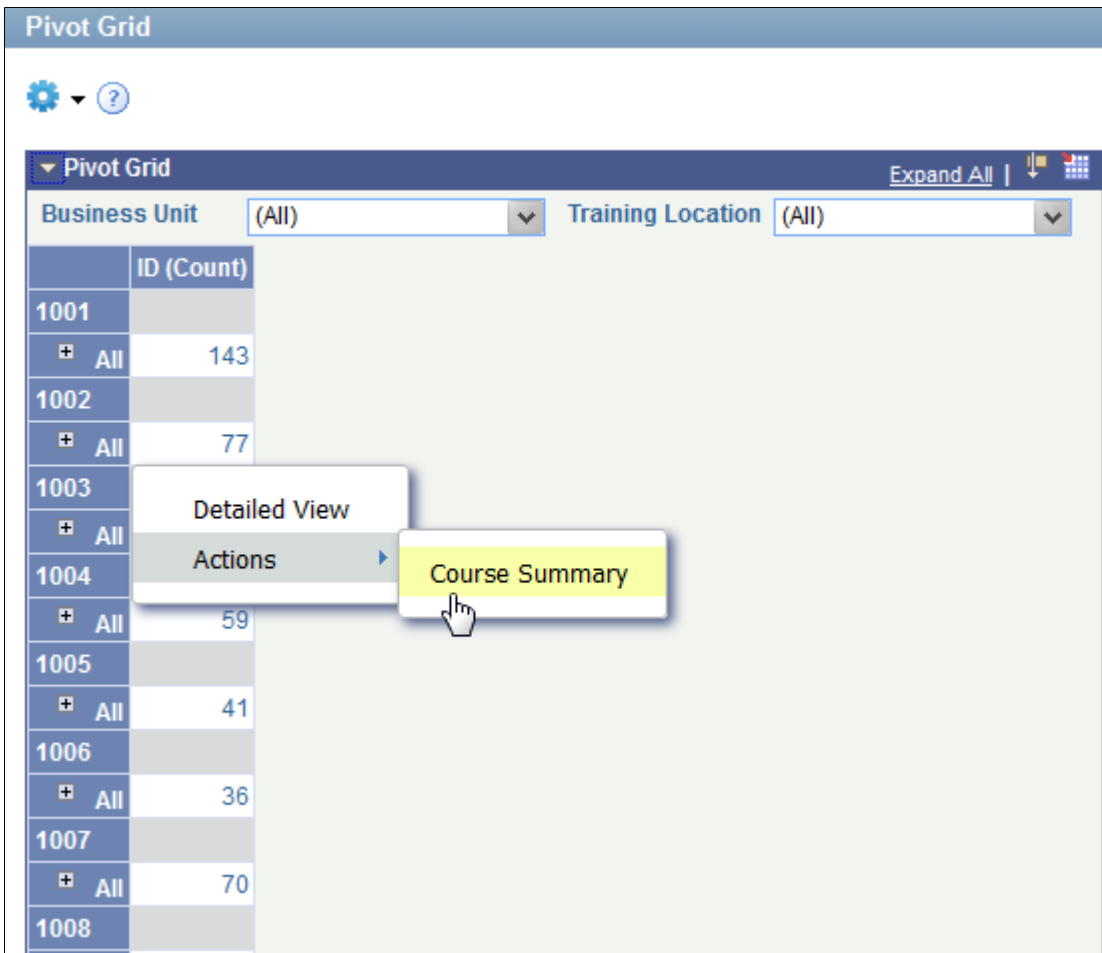 Pivot Grid
?
Pivot Grid
Expand All |
Business Unit (All) Training Location (All)
ID (Count)
1001
All 143
1002
All 77
1003
Detailed View
All
Actions
1004
Course Summary
All 59
1005
All 41
1006
All 36
1007
All 70
1008